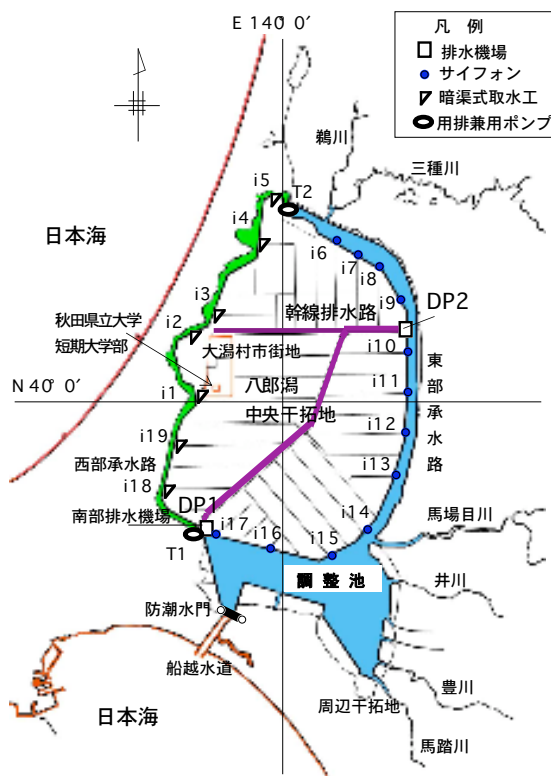 E 140 0′
凡 例
排水機場
サイフォン
暗渠式取水工
用排兼用ポンプ
鵜川
三種川
i5
T2
i4
i6
i7
i8
日本海
i9
DP2
i3
幹線排水路
秋田県立大学
短期大学部
i2
大潟村市街地
i10
N 40 0′
i1
八郎潟
中央干拓地
i11
東部承水路
i12
i19
西部承水路
i13
i18
DP1
南部排水機場
i17
i14
馬場目川
T1
i16
i15
調整池
井川
防潮水門
船越水道
豊川
周辺干拓地
日本海
馬踏川